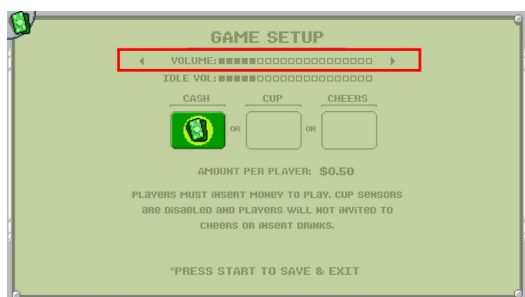 GAME SETUP
VOLUME:
IDLE VOL:
CASH CUP CHEERS
OR OR
AMOUNT PER PLAYER: $0.50
PLAYERS MUST INSERT MONEY TO PLAY. CUP SENSORS
ARE DISABLED AND PLAYERS WILL NOT INVITED TO
CHEERS OR INSERT DRINKS.
*PRESS START TO SAVE & EXIT